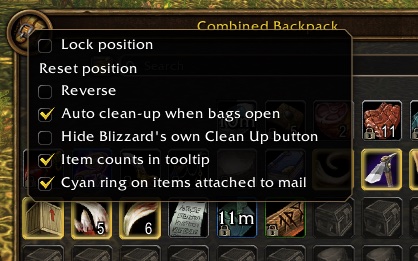 Combined Backpack
Lock position
Reset position
Search
Reverse
Auto clean-up when bags open
Hide Blizzard's own Clean Up button
2
11
Item counts in tooltip
Cyan ring on items attached to mail
5
6
11m